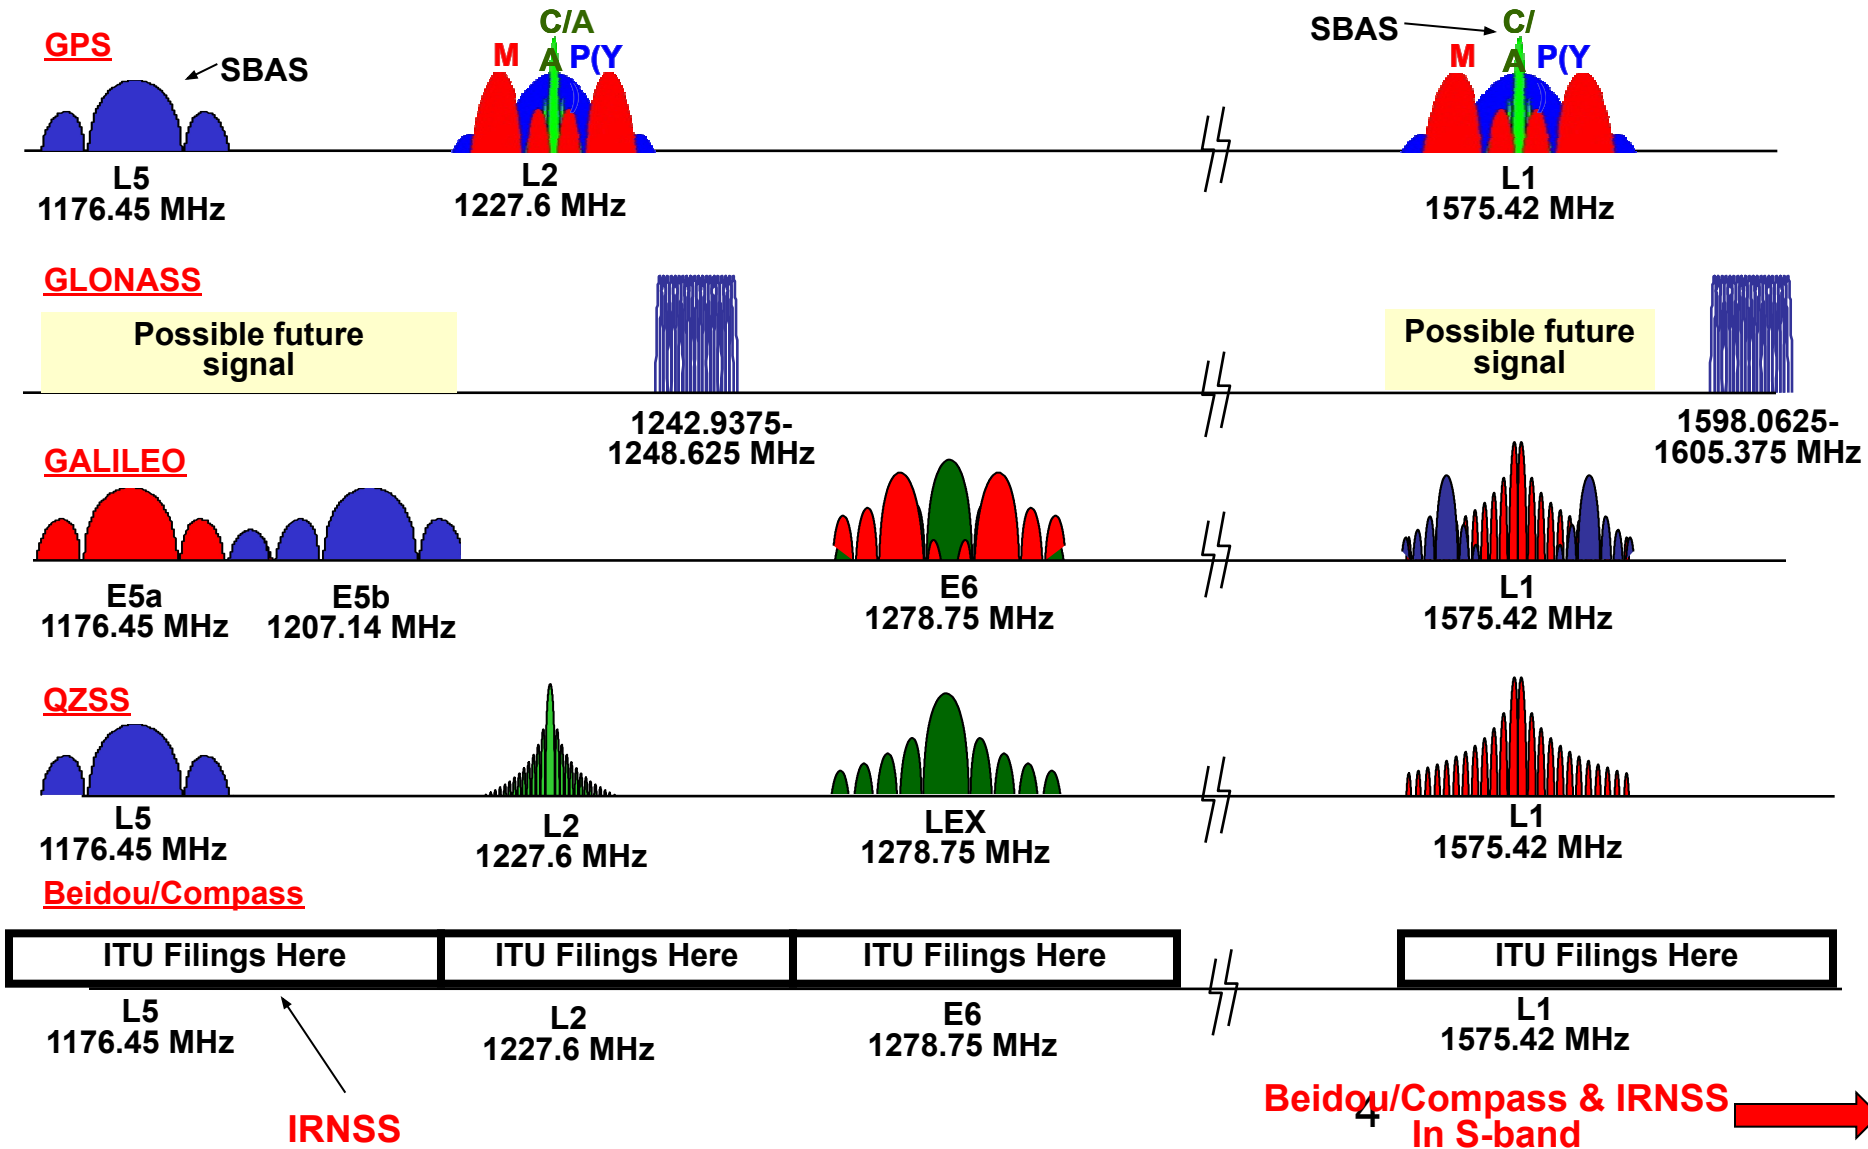 GPS
SBAS
M
C/A
A
P(Y
SBAS
C/
A
M
P(Y
L5
1176.45 MHz
L2
1227.6 MHz
L1
1575.42 MHz
GLONASS
Possible future
signal
1242.9375-
1248.625 MHz
Possible future
signal
1598.0625-
1605.375 MHz
GALILEO
E5a
1176.45 MHz
E5b
1207.14 MHz
E6
1278.75 MHz
L1
1575.42 MHz
QZSS
L5
1176.45 MHz
L2
1227.6 MHz
LEX
1278.75 MHz
L1
1575.42 MHz
Beidou/Compass
ITU Filings Here
ITU Filings Here
ITU Filings Here
ITU Filings Here
L5
1176.45 MHz
L2
1227.6 MHz
E6
1278.75 MHz
L1
1575.42 MHz
IRNSS
Beidou/Compass & IRNSS
In S-band
4